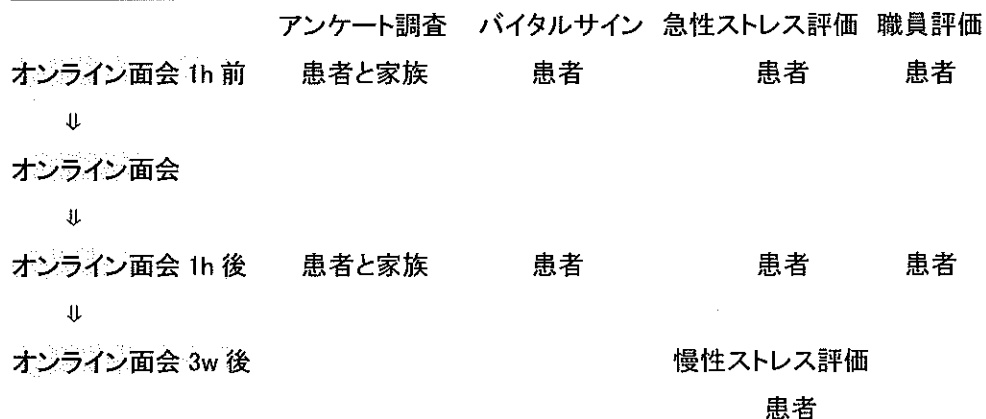 アンケート調査 バイタルサイン 急性ストレス評価 職員評価
オンライン面会 1h 前 患者と家族 患者 患者 患者
⇓
オンライン面会
⇓
オンライン面会 1h 後 患者と家族 患者 患者 患者
⇓
オンライン面会 3w 後 慢性ストレス評価
患者